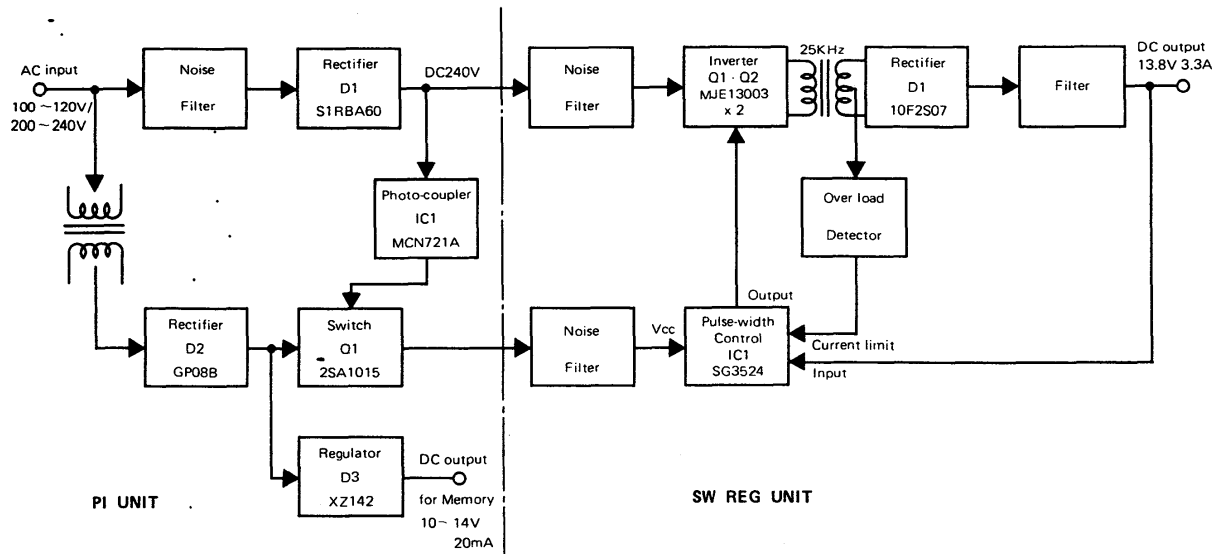 AC input
100 ~120V/
200 ~ 240V
Noise
Filter
Rectifier
D1
S1RBA60
DC240V
Photo-coupler
IC1
MCN721A
Rectifier
D2
GP08B
Switch
Q1
2SA1015
Regulator
D3
XZ142
DC output
for Memory
10~ 14V
20mA
PI UNIT
Noise
Filter
Inverter
Q1 · Q2
MJE13003
x 2
25KHz
Rectifier
D1
10F2S07
Filter
DC output
13.8V 3.3A
Over load
Detector
Noise
Filter
Vcc
Output
Pulse-width
Control
IC1
SG3524
Current limit
Input
SW REG UNIT